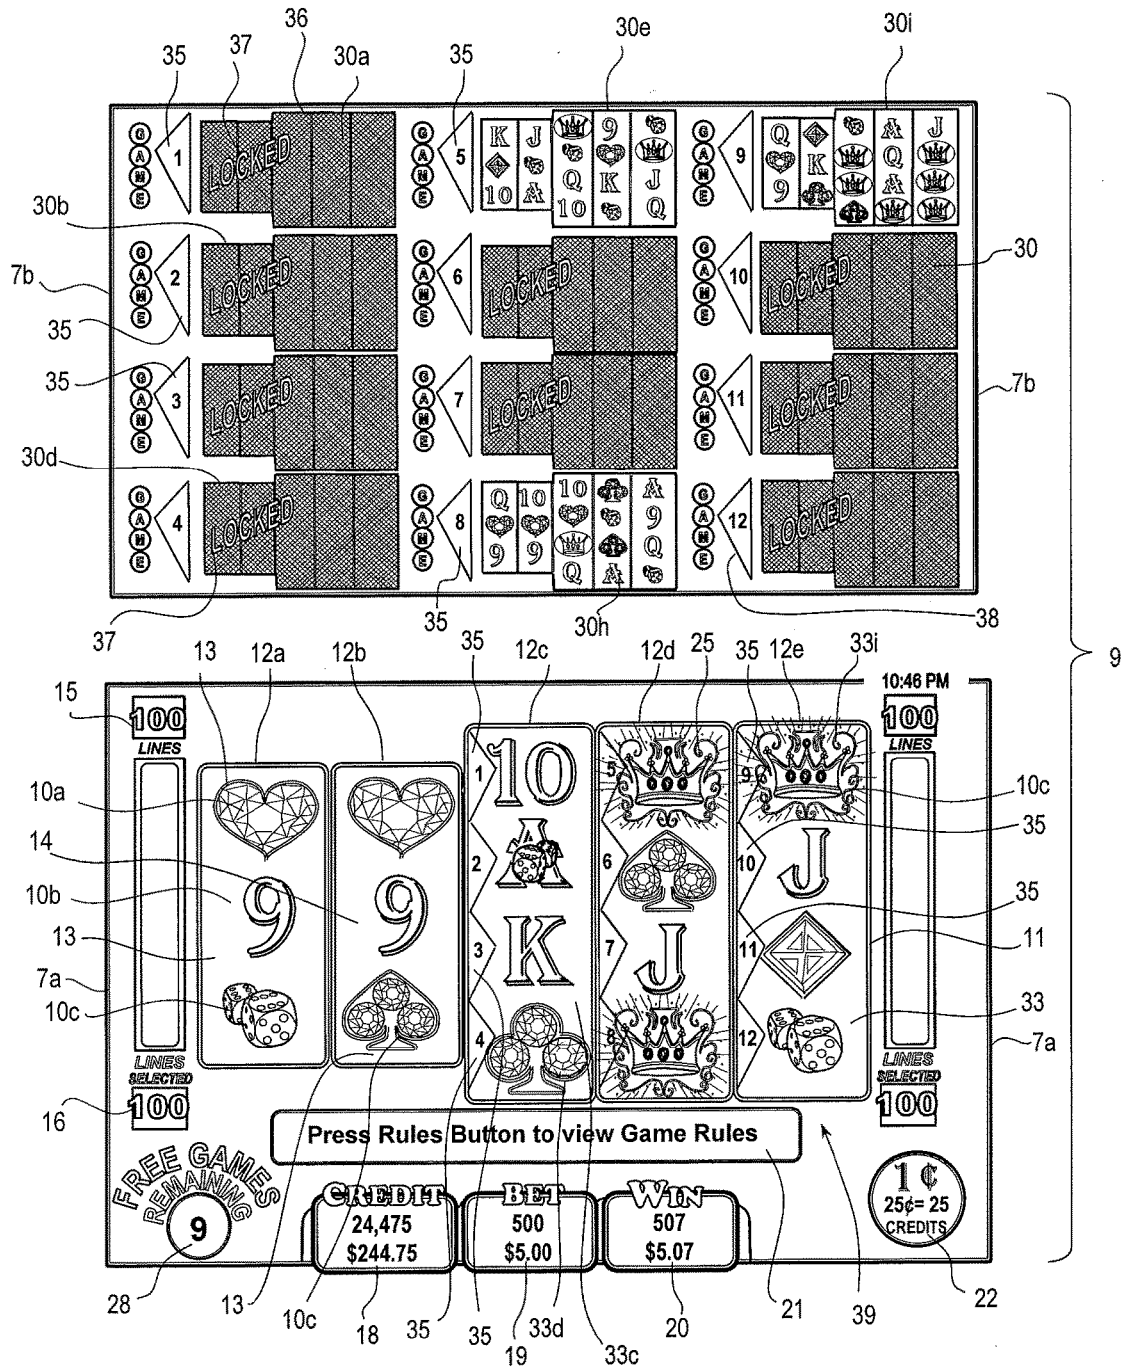 36
35
37
30a
35
30e
30i
G A M E 1 LOCKED
G A M E 5
K J
10 A
9
Q K J
10 Q
G A M E 9
Q K
9
A J
Q
A
30b
7b
35
G A M E 2 LOCKED
G A M E 6 LOCKED
G A M E 10 LOCKED
30
35
G A M E 3 LOCKED
G A M E 7 LOCKED
G A M E 11 LOCKED
7b
30d
G A M E 4 LOCKED
G A M E 8
Q 10
9 9
10 A
9
Q
Q A
G A M E 12 LOCKED
37
35
30h
38
9
13
12a
12b
35
12c
12d
25
35
12e
33i
10:46 PM
15
100
LINES
100
LINES
10a
14
10b
13
7a
10c
1 10
2 A
3 K
4
5
6
7 J
8
9
10 J
11
12
9 9
10c
35
35
11
33
7a
LINES
SELECTED
100
LINES
SELECTED
100
16
Press Rules Button to view Game Rules
FREE GAMES
REMAINING
9
CREDIT
24,475
$244.75
BET
500
$5.00
WIN
507
$5.07
1¢
25¢= 25
CREDITS
28
13
10c
18
35
35
19
33d
33c
20
21
39
22